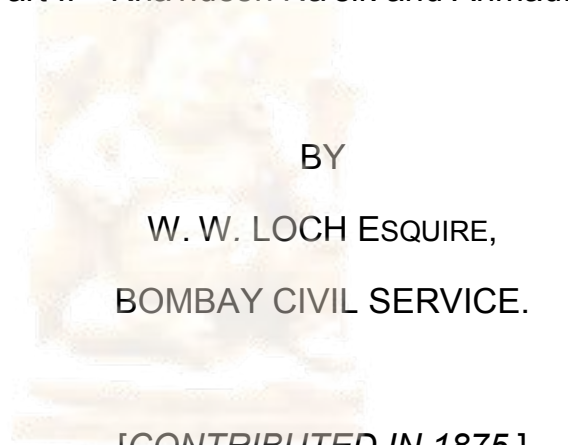 BY
W. W. LOCH ESQUIRE,
BOMBAY CIVIL SERVICE.
[CONTRIBUTED IN 1875.]